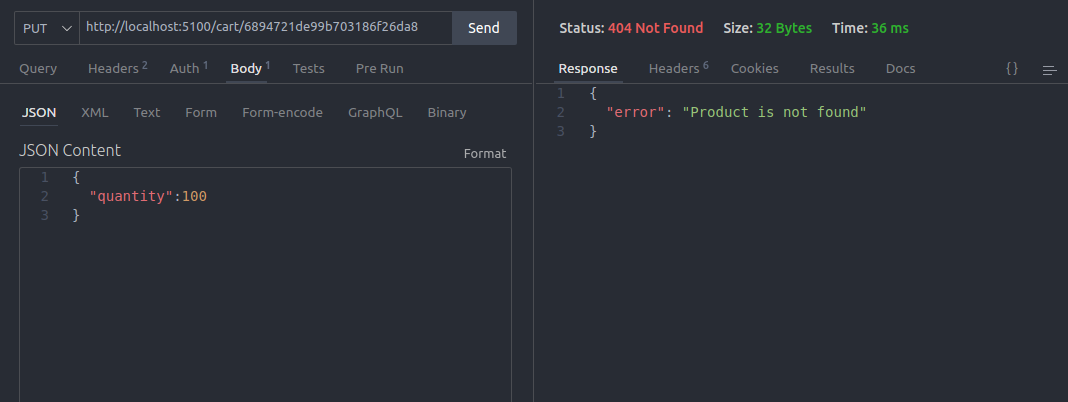 PUT http://localhost:5100/cart/6894721de99b703186f26da8 Send
Query Headers 2 Auth 1 Body 1 Tests Pre Run
JSON XML Text Form Form-encode GraphQL Binary
JSON Content Format
1 {
2 "quantity":100
3 }
Status: 404 Not Found Size: 32 Bytes Time: 36 ms
Response Headers 6 Cookies Results Docs {}
1 {
2 "error": "Product is not found"
3 }